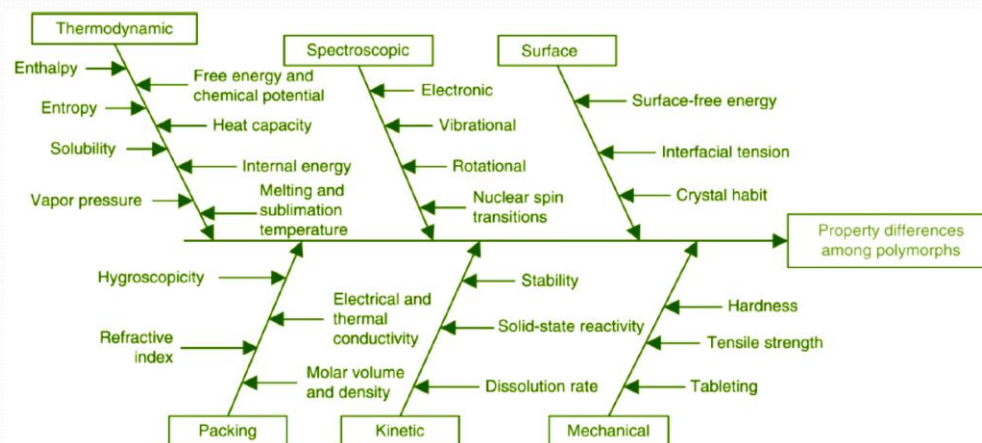 Thermodynamic
Enthalpy
Free energy and
chemical potential
Entropy
Heat capacity
Solubility
Internal energy
Vapor pressure
Melting and
sublimation
temperature
Spectroscopic
Electronic
Vibrational
Rotational
Nuclear spin
transitions
Surface
Surface-free energy
Interfacial tension
Crystal habit
Property differences
among polymorphs
Hygroscopicity
Electrical and
thermal
conductivity
Refractive
index
Molar volume
and density
Packing
Stability
Solid-state reactivity
Dissolution rate
Kinetic
Hardness
Tensile strength
Tableting
Mechanical